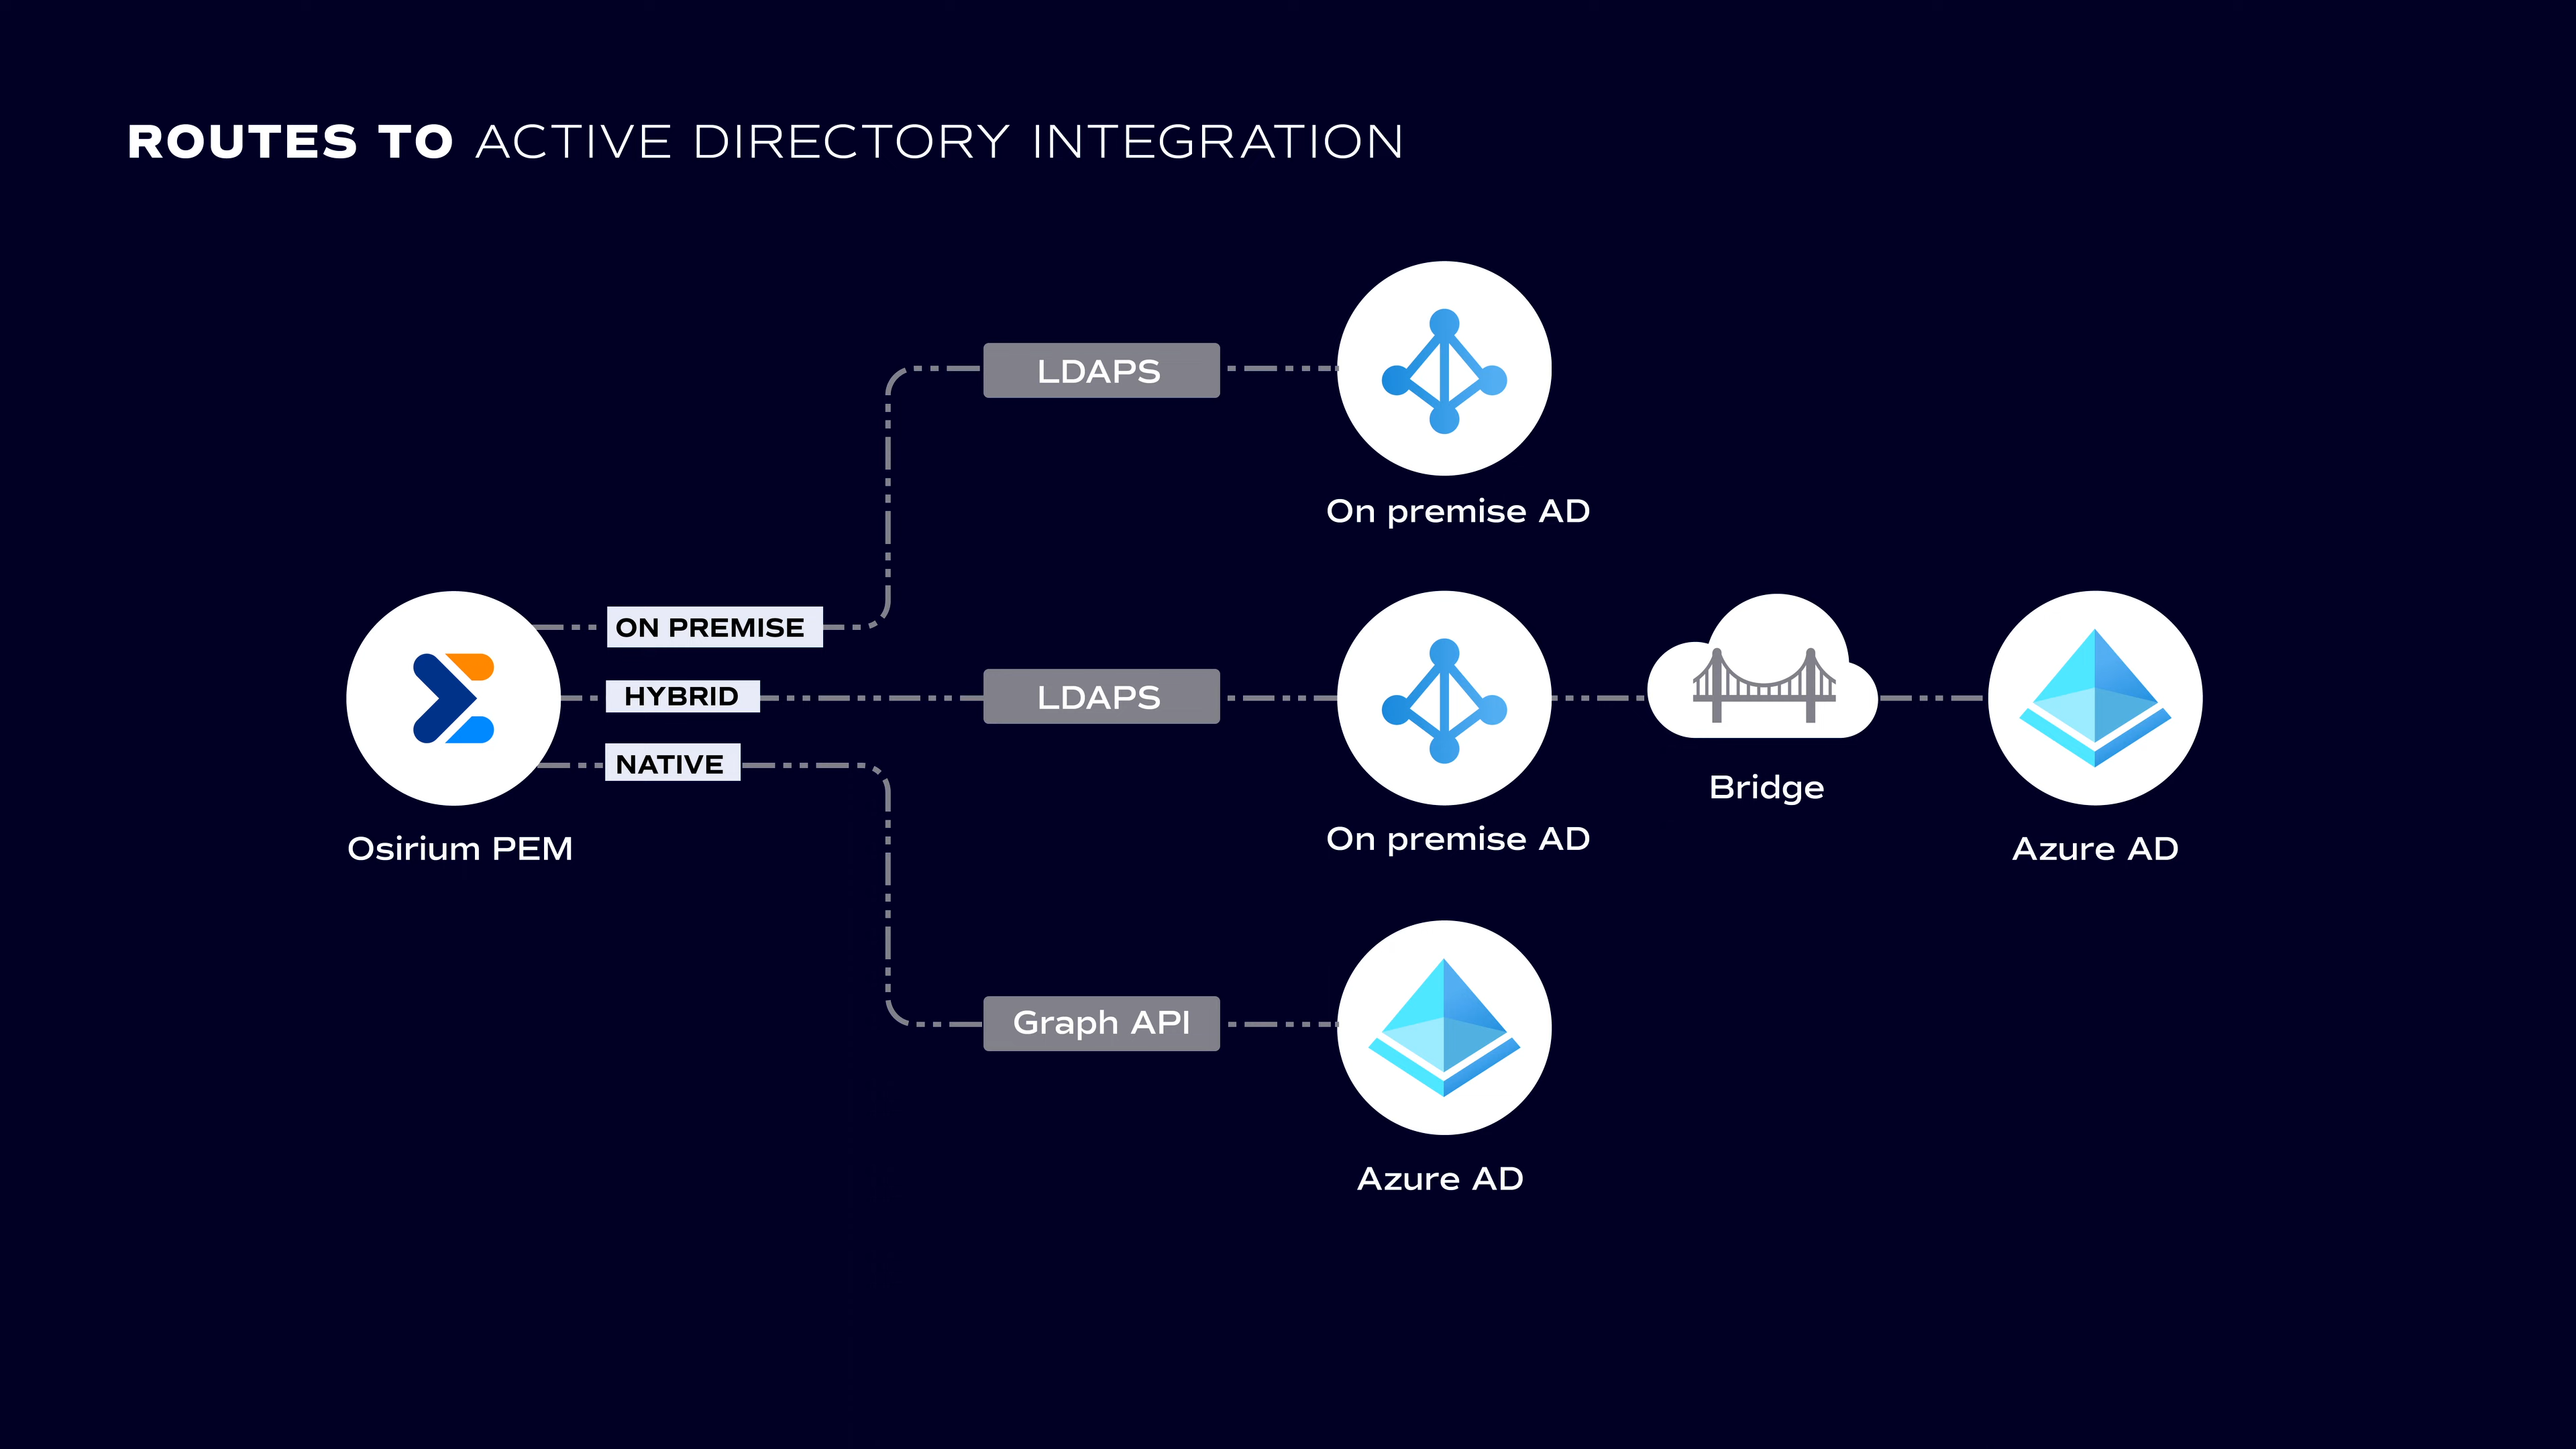 ROUTES TO ACTIVE DIRECTORY INTEGRATION
LDAPS
On premise AD
ON PREMISE
HYBRID
LDAPS
NATIVE
Osirium PEM
On premise AD
Bridge
Azure AD
Graph API
Azure AD